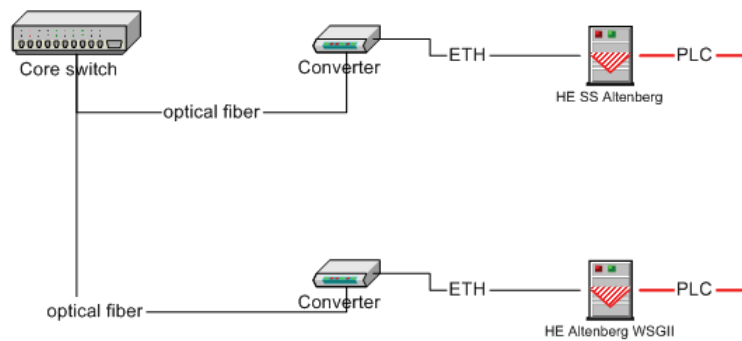 Core switch
Converter
ETH
HE SS Altenberg
PLC
optical fiber
optical fiber
Converter
ETH
HE Altenberg WSGII
PLC